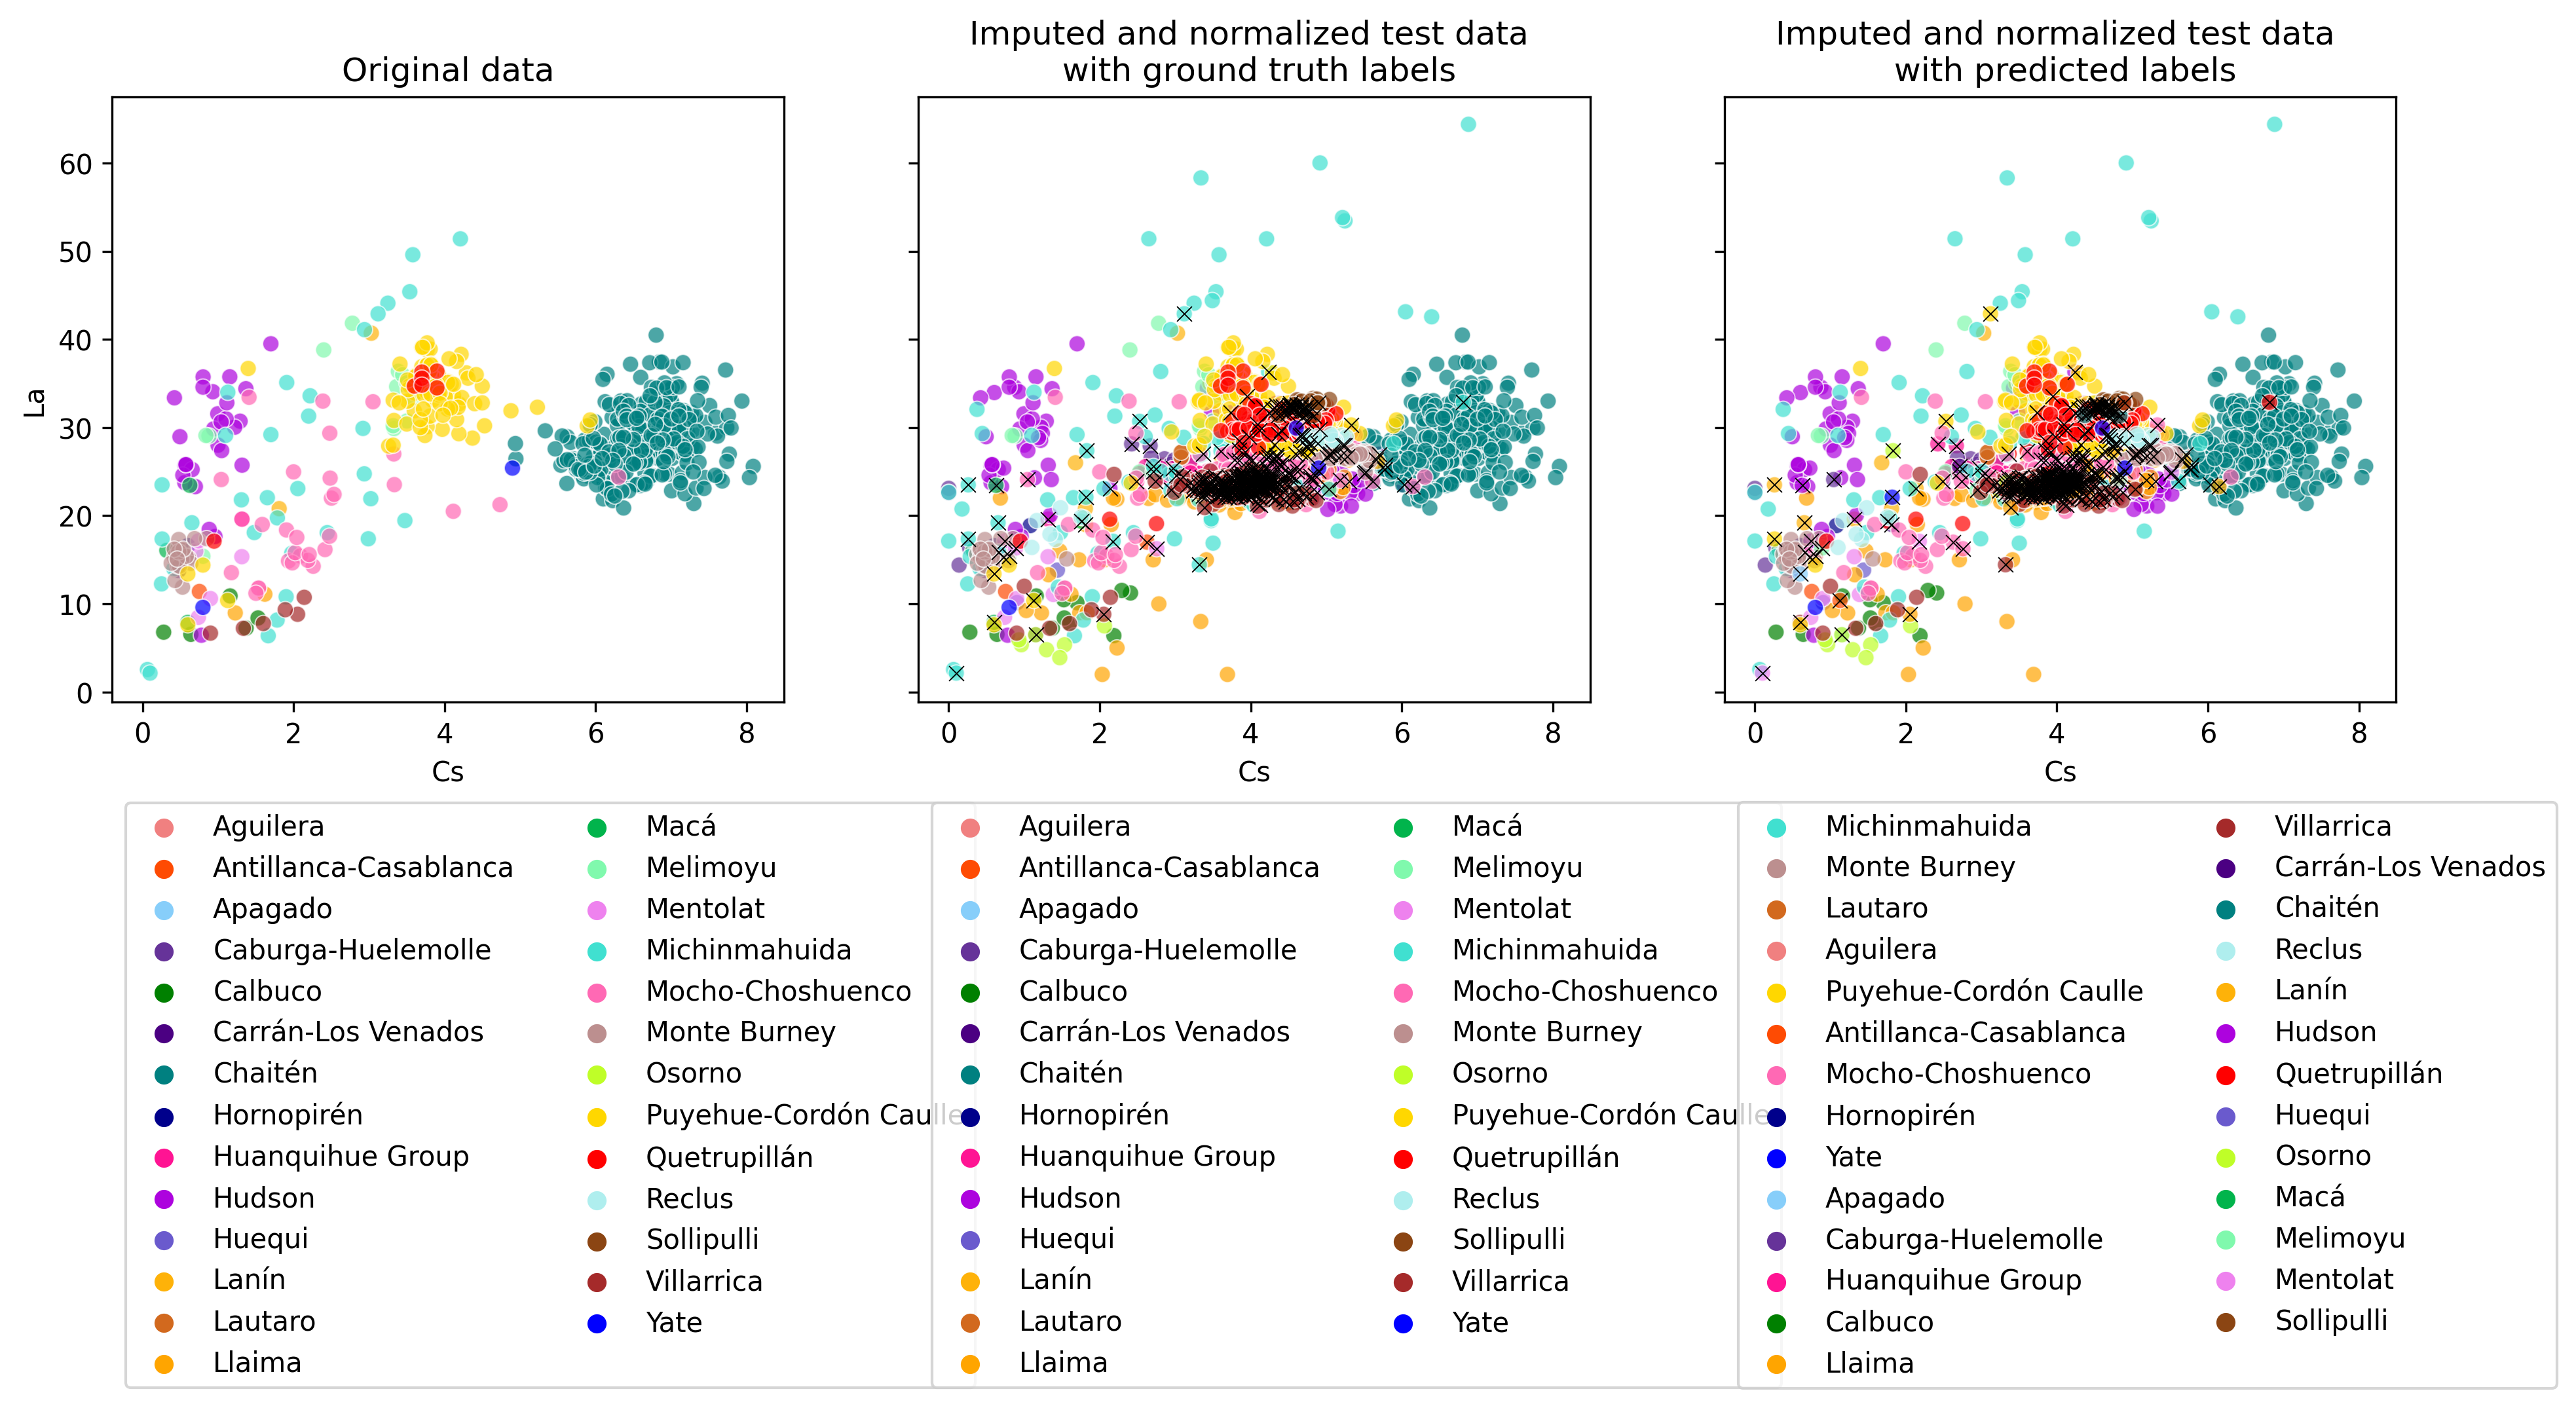 Original data
Imputed and normalized test data
with ground truth labels
Imputed and normalized test data
with predicted labels
La
60
50
40
30
20
10
0
0 2 4 6 8
Cs
0 2 4 6 8
Cs
0 2 4 6 8
Cs
Aguilera
Antillanca-Casablanca
Apagado
Caburga-Huelemolle
Calbuco
Carrán-Los Venados
Chaitén
Hornopirén
Huanquihue Group
Hudson
Huequi
Lanín
Lautaro
Llaima
Macá
Melimoyu
Mentolat
Michinmahuida
Mocho-Choshuenco
Monte Burney
Osorno
Puyehue-Cordón Caulle
Quetrupillán
Reclus
Sollipulli
Villarrica
Yate
Aguilera
Antillanca-Casablanca
Apagado
Caburga-Huelemolle
Calbuco
Carrán-Los Venados
Chaitén
Hornopirén
Huanquihue Group
Hudson
Huequi
Lanín
Lautaro
Llaima
Macá
Melimoyu
Mentolat
Michinmahuida
Mocho-Choshuenco
Monte Burney
Osorno
Puyehue-Cordón Caulle
Quetrupillán
Reclus
Sollipulli
Villarrica
Yate
Michinmahuida
Monte Burney
Lautaro
Aguilera
Puyehue-Cordón Caulle
Antillanca-Casablanca
Mocho-Choshuenco
Hornopirén
Yate
Apagado
Caburga-Huelemolle
Huanquihue Group
Calbuco
Llaima
Villarrica
Carrán-Los Venados
Chaitén
Reclus
Lanín
Hudson
Quetrupillán
Huequi
Osorno
Macá
Melimoyu
Mentolat
Sollipulli